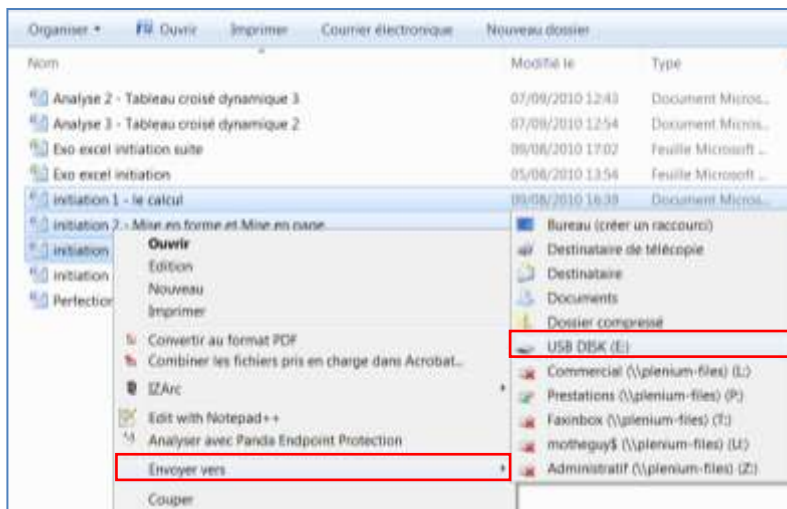 Organiser Ouvrir Imprimer Courrier électronique Nouveau dossier
Nom Modifié le Type
Analyse 2 - Tableau croisé dynamique 3 07/09/2010 12:43 Document Micros...
Analyse 3 - Tableau croisé dynamique 2 07/09/2010 12:54 Document Micros...
Exo excel initiation suite 09/08/2010 17:02 Feuille Microsoft ...
Exo excel initiation 05/08/2010 13:54 Feuille Microsoft ...
initiation 1 - le calcul 09/08/2010 16:39 Document Micros...
initiation 2 - Mise en forme et Mise en page
initiation
initiation
Perfection
Ouvrir
Edition
Nouveau
Imprimer
Convertir au format PDF
Combiner les fichiers pris en charge dans Acrobat...
IZArc
Edit with Notepad++
Analyser avec Panda Endpoint Protection
Envoyer vers
Couper
Bureau (créer un raccourci)
Destinataire de télécopie
Destinataire
Documents
Dossier compressé
USB DISK (E:)
Commercial (\\plenium-files) (L:)
Prestations (\\plenium-files) (P:)
Faxinbox (\\plenium-files) (T:)
motheguy$ (\\plenium-files) (U:)
Administratif (\\plenium-files) (Z:)